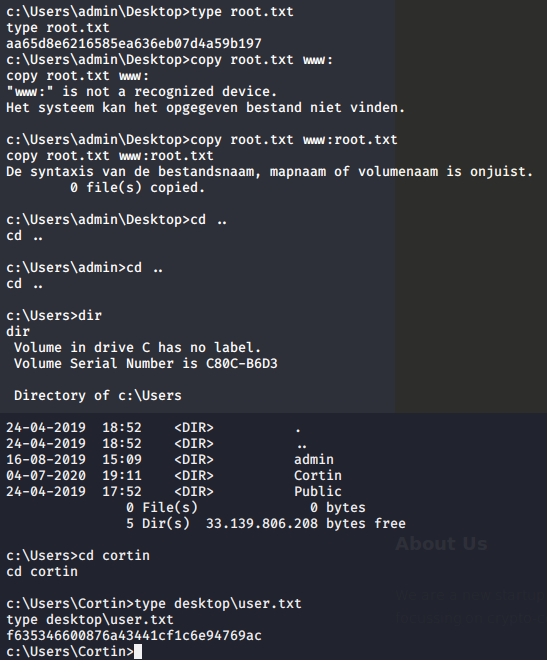 c:\Users\admin\Desktop>type root.txt
type root.txt
aa65d8e6216585ea636eb07d4a59b197
c:\Users\admin\Desktop>copy root.txt www:
copy root.txt www:
"www:" is not a recognized device.
Het systeem kan het opgegeven bestand niet vinden.
c:\Users\admin\Desktop>copy root.txt www:root.txt
copy root.txt www:root.txt
De syntaxis van de bestandsnaam, mapnaam of volumenaam is onjuist.
        0 file(s) copied.
c:\Users\admin\Desktop>cd ..
cd ..
c:\Users\admin>cd ..
cd ..
c:\Users>dir
dir
 Volume in drive C has no label.
 Volume Serial Number is C80C-B6D3
 Directory of c:\Users
24-04-2019  18:52    <DIR>          .
24-04-2019  18:52    <DIR>          ..
16-08-2019  15:09    <DIR>          admin
04-07-2020  19:11    <DIR>          Cortin
24-04-2019  17:52    <DIR>          Public
               0 File(s)              0 bytes
               5 Dir(s)  33.139.806.208 bytes free
About Us
c:\Users>cd cortin
cd cortin
c:\Users\Cortin>type desktop\user.txt
type desktop\user.txt
f635346600876a43441cf1c6e94769ac
c:\Users\Cortin>